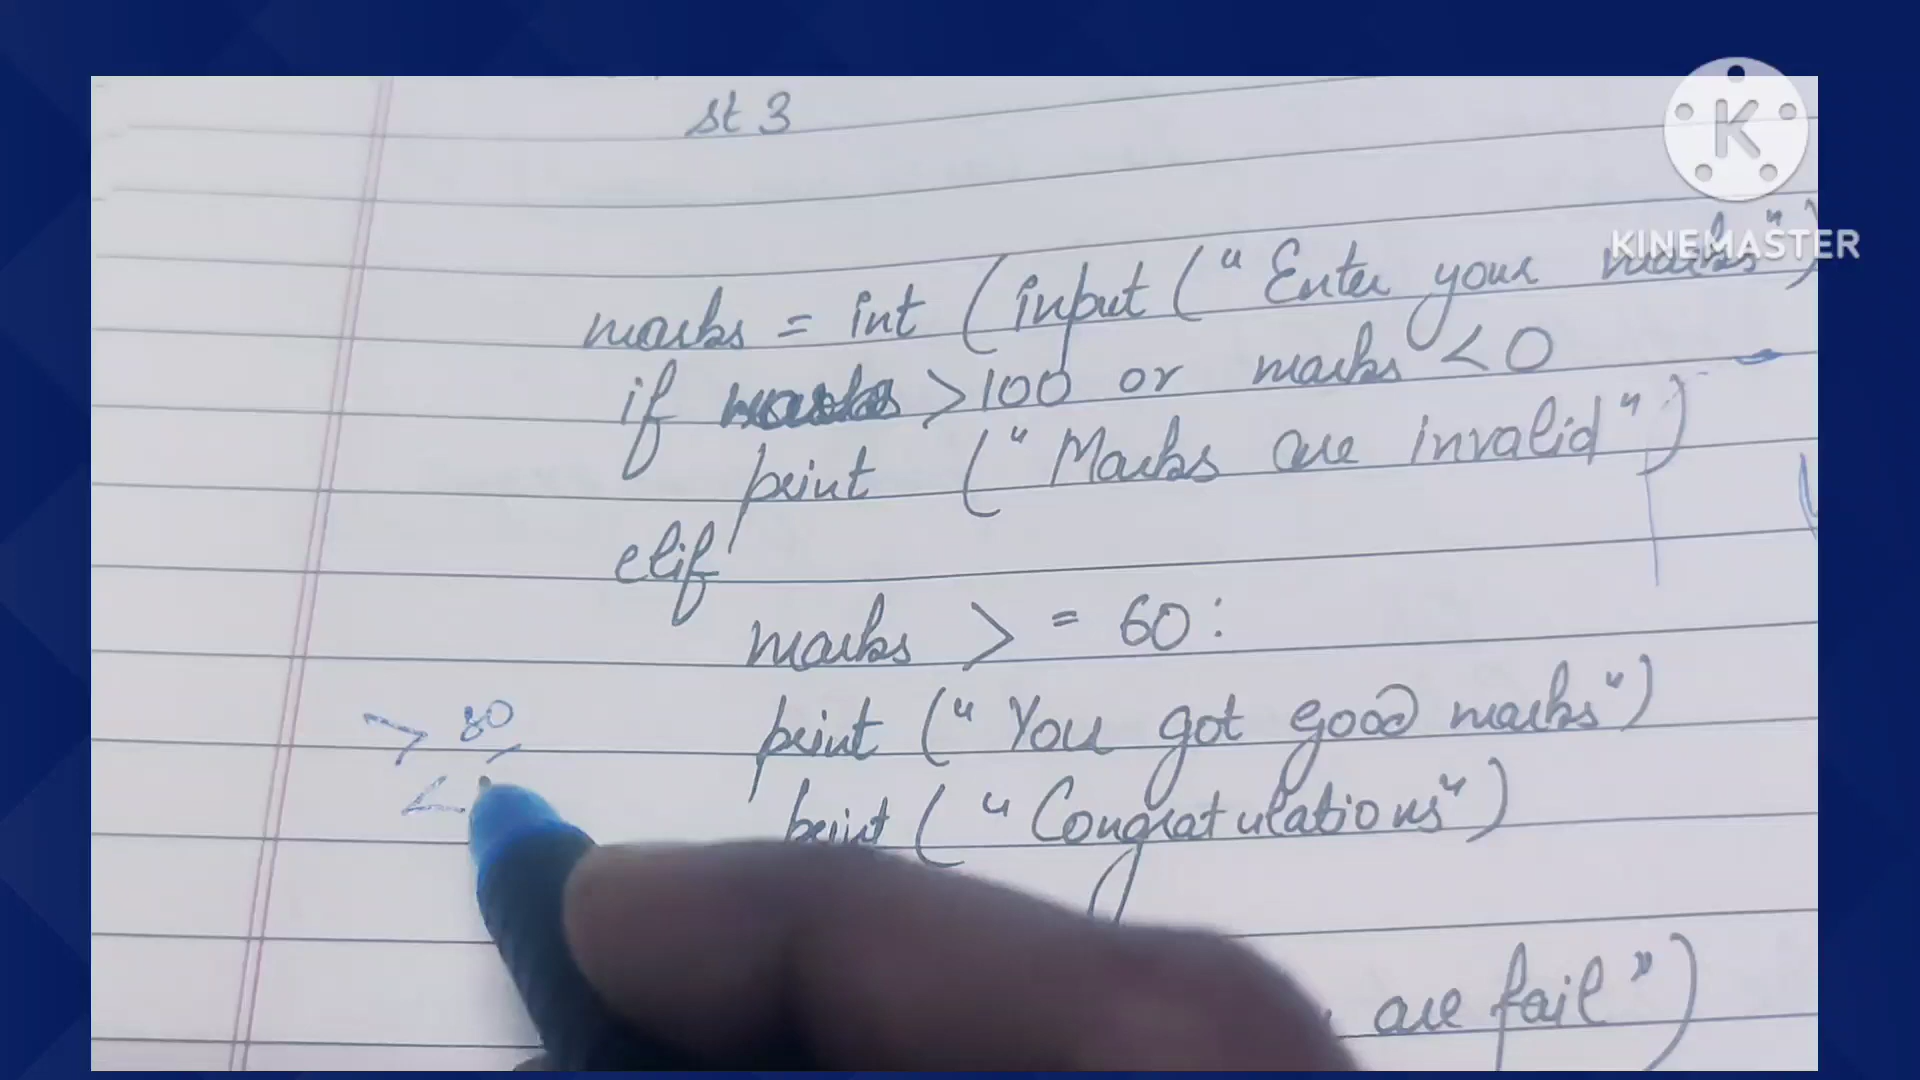 st 3
KINEMASTER
marks = int (input (" Enter your marks")
if marks >100 or marks <0
print (" Marks are invalid")
elif
marks > = 60 :
> 80
print (" You got good marks")
<
print ( " Congratulations")
are fail ")